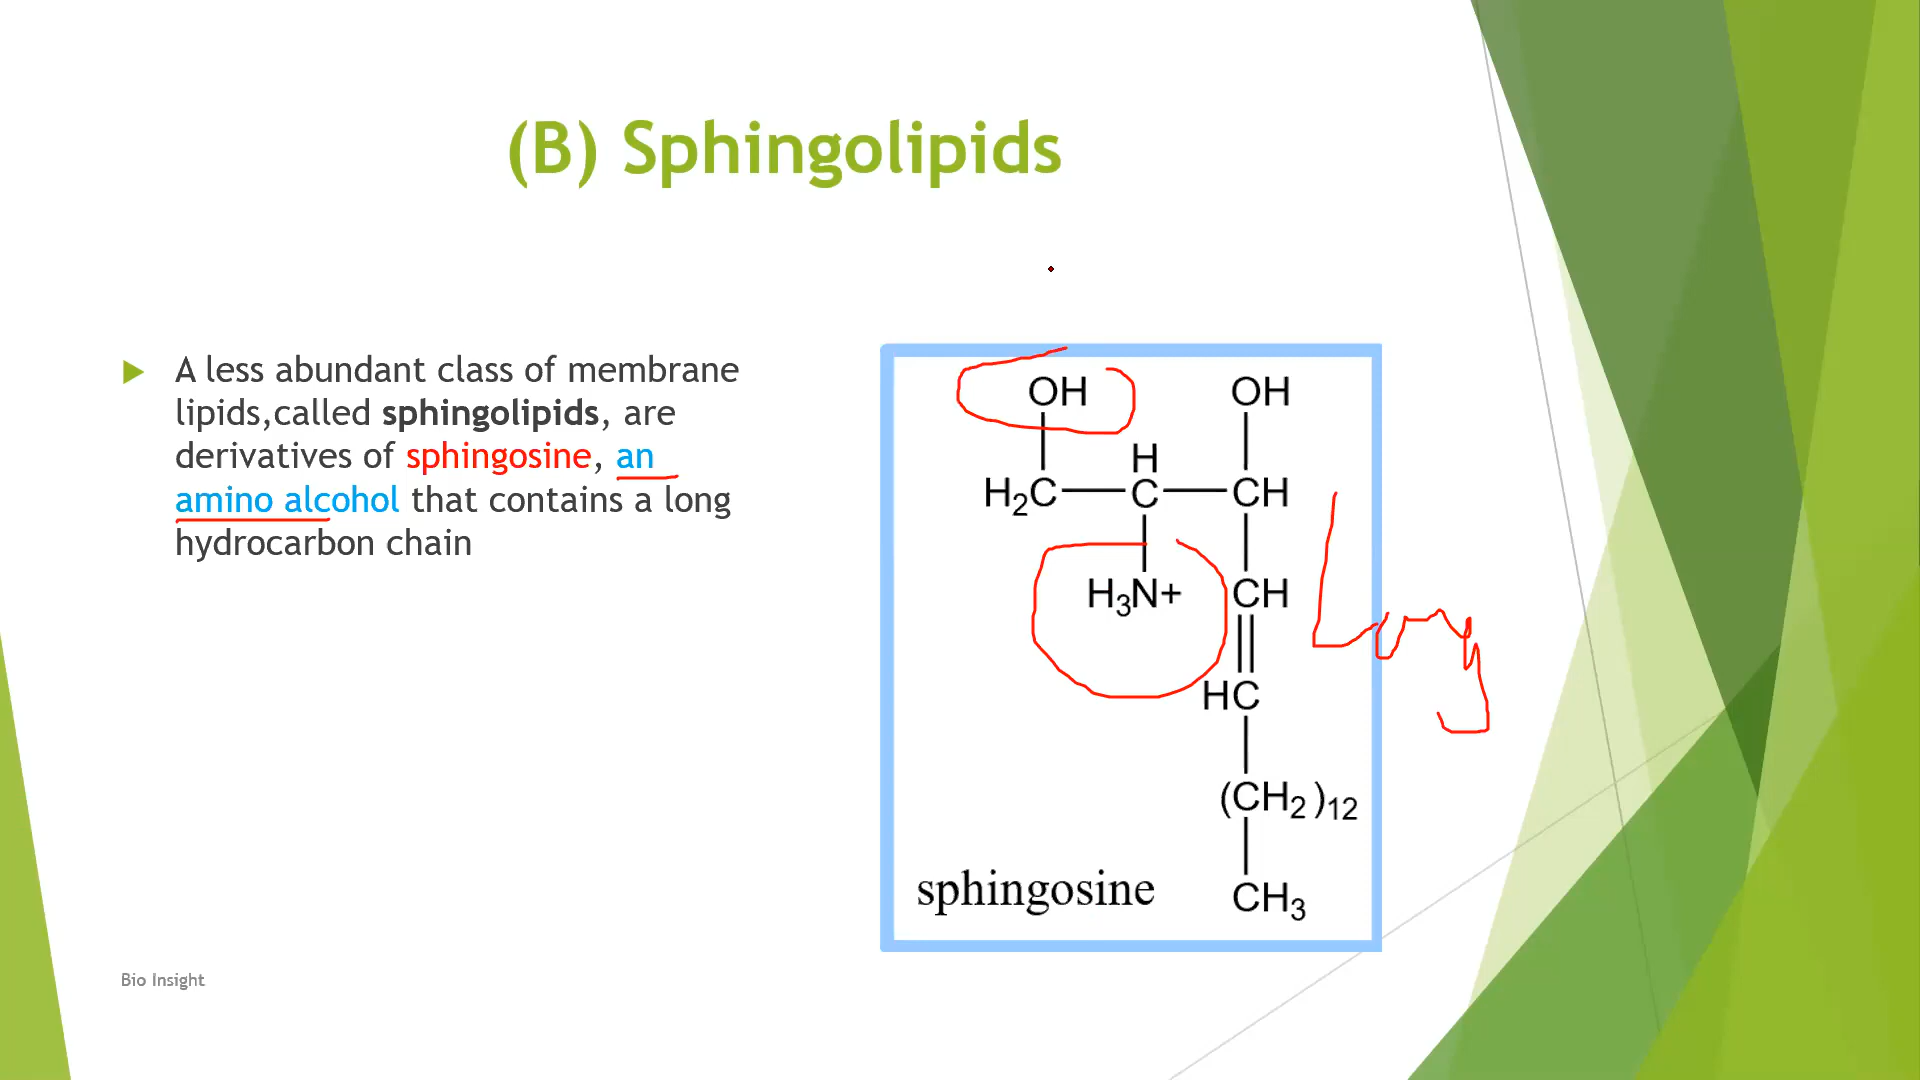 (B) Sphingolipids
A less abundant class of membrane
lipids,called sphingolipids, are
derivatives of sphingosine, an
amino alcohol that contains a long
hydrocarbon chain
OH OH
H
H₂C C CH
H₃N+ CH
Long
HC
(CH₂)₁₂
sphingosine CH₃
Bio Insight